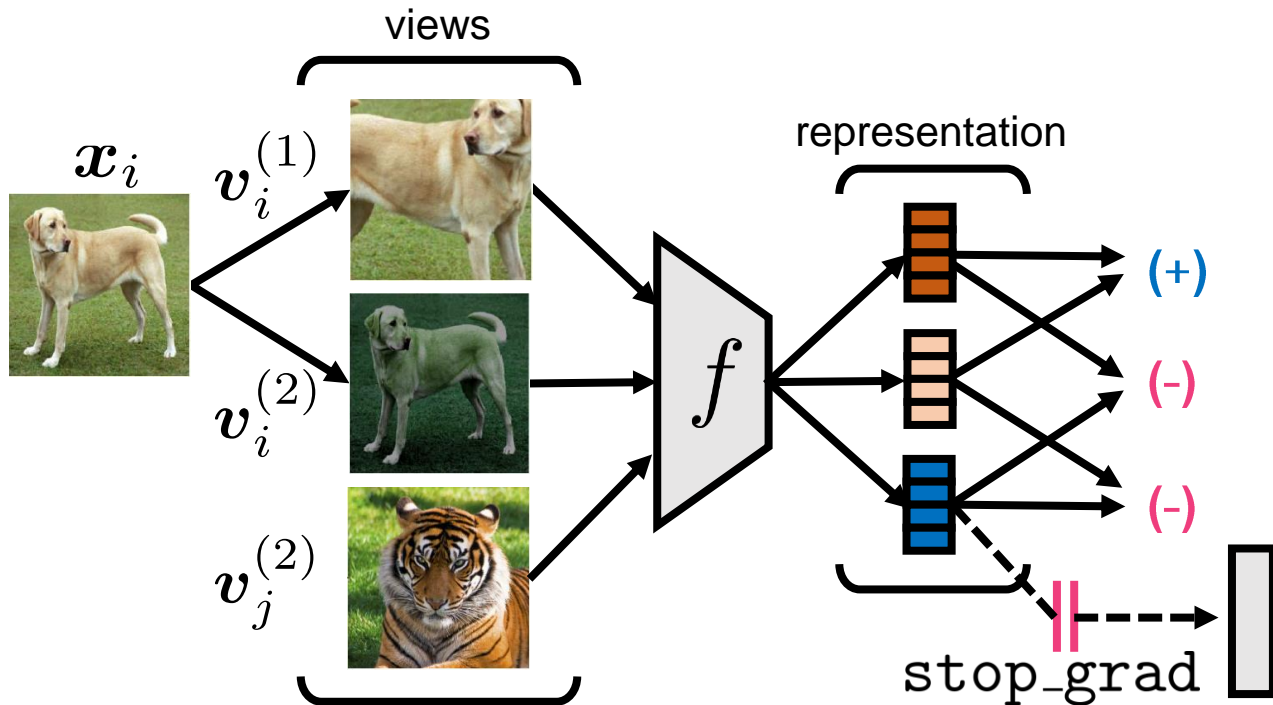 views
representation
x_i
v_i^{(1)}
v_i^{(2)}
v_j^{(2)}
f
(+)
(-)
(-)
stop_grad